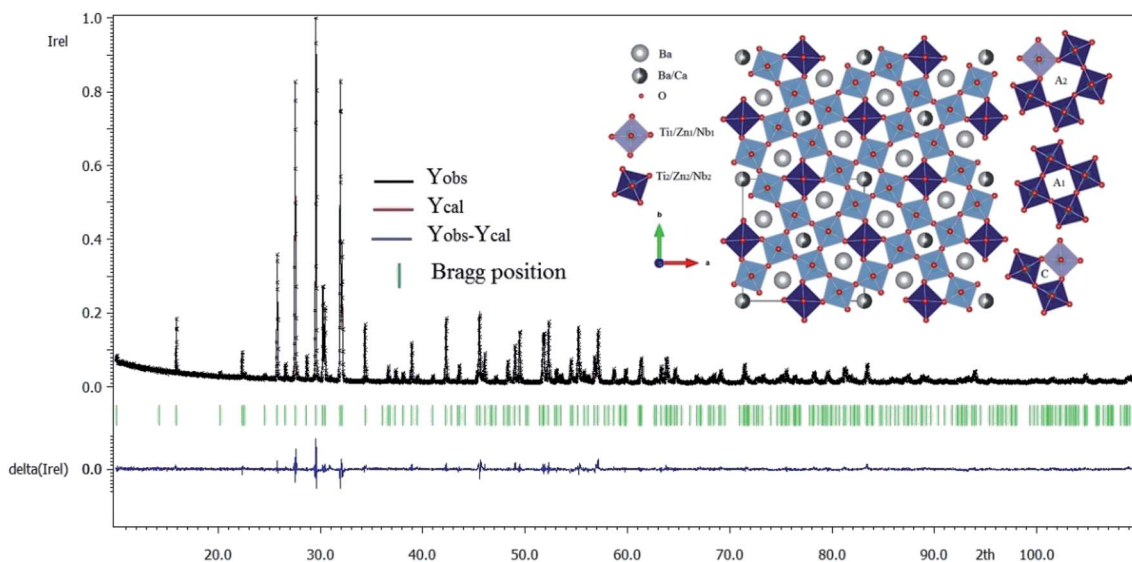 Irel
1.0
0.8
0.6
0.4
0.2
0.0
delta(Irel)
0.0
Yobs
Ycal
Yobs-Ycal
Bragg position
Ba
Ba/Ca
O
Ti1/Zn1/Nb1
Ti2/Zn2/Nb2
b
a
A2
A1
C
20.0 30.0 40.0 50.0 60.0 70.0 80.0 90.0 2th 100.0